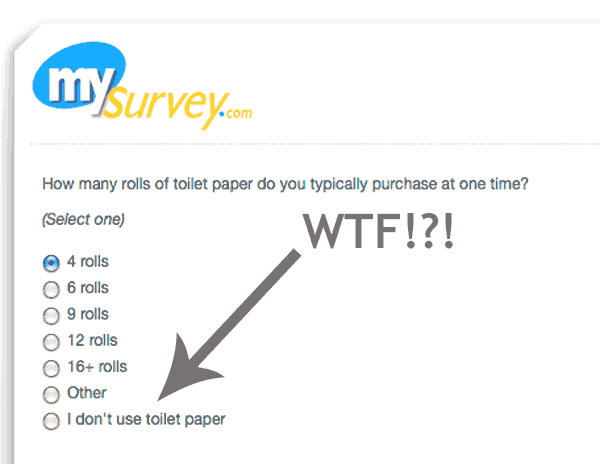 mysurvey.com
How many rolls of toilet paper do you typically purchase at one time?
(Select one)
WTF!?!
4 rolls
6 rolls
9 rolls
12 rolls
16+ rolls
Other
I don't use toilet paper